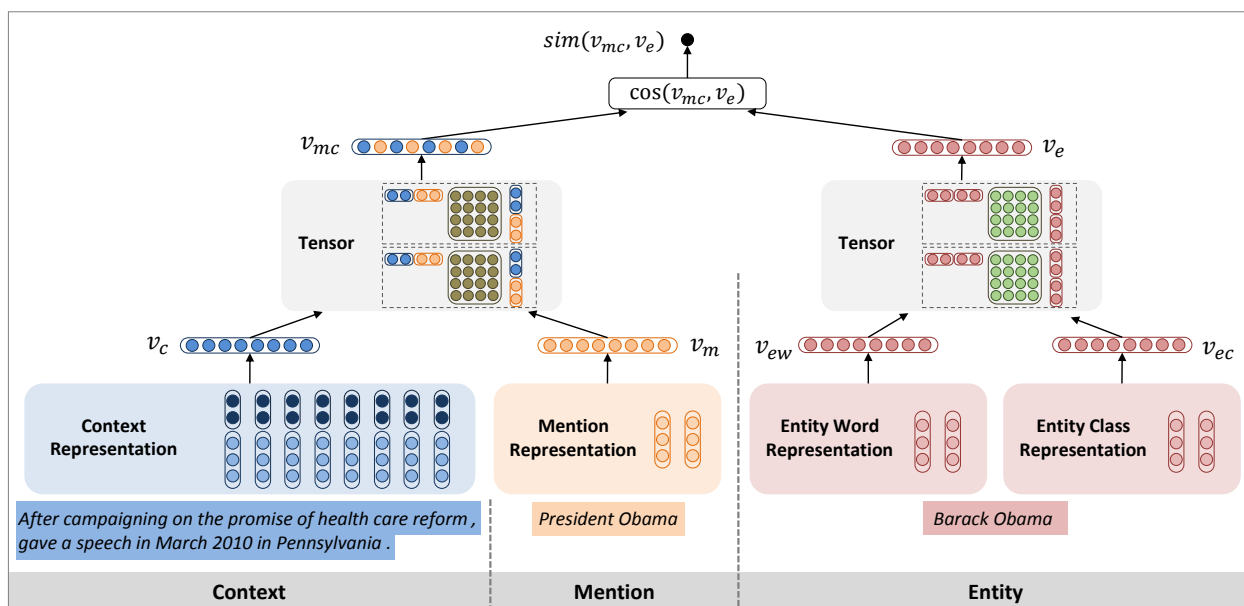 sim(v_mc, v_e)
cos(v_mc, v_e)
v_mc
v_e
Tensor
Tensor
v_c
v_m
v_ew
v_ec
Context
Representation
Mention
Representation
Entity Word
Representation
Entity Class
Representation
After campaigning on the promise of health care reform ,
gave a speech in March 2010 in Pennsylvania .
President Obama
Barack Obama
Context
Mention
Entity